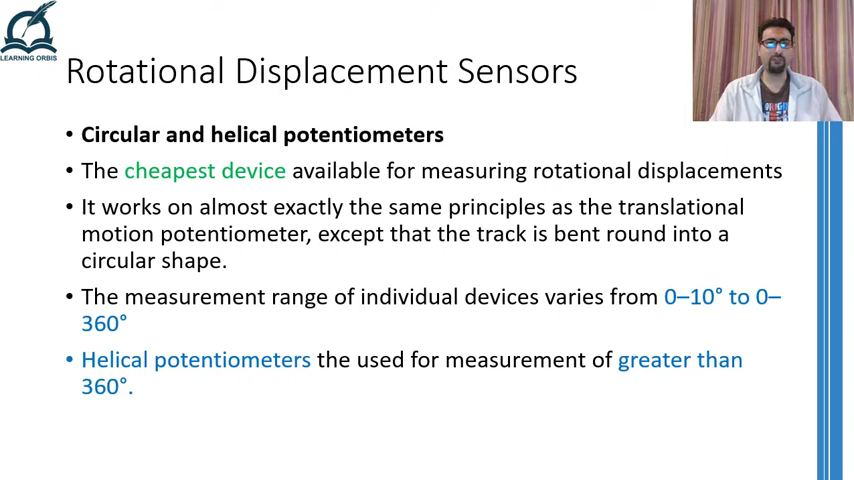 LEARNING ORBIS
Rotational Displacement Sensors
• Circular and helical potentiometers
• The cheapest device available for measuring rotational displacements
• It works on almost exactly the same principles as the translational
motion potentiometer, except that the track is bent round into a
circular shape.
• The measurement range of individual devices varies from 0–10° to 0–
360°
• Helical potentiometers the used for measurement of greater than
360°.